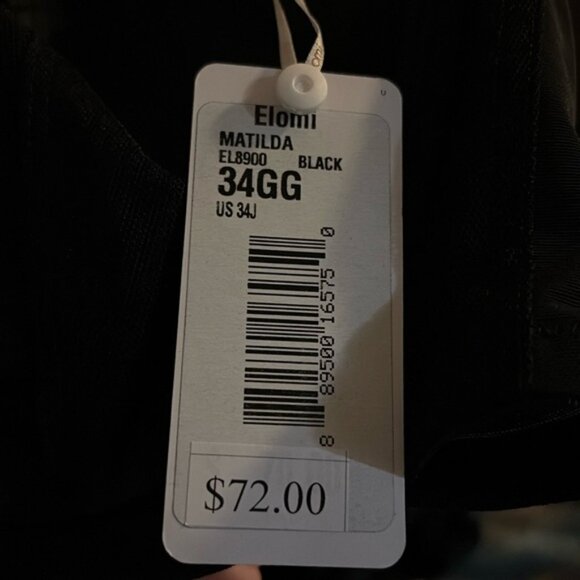 U
Elomi
MATILDA
EL8900 BLACK
34GG
US 34J
8 89500 16575 0
$72.00